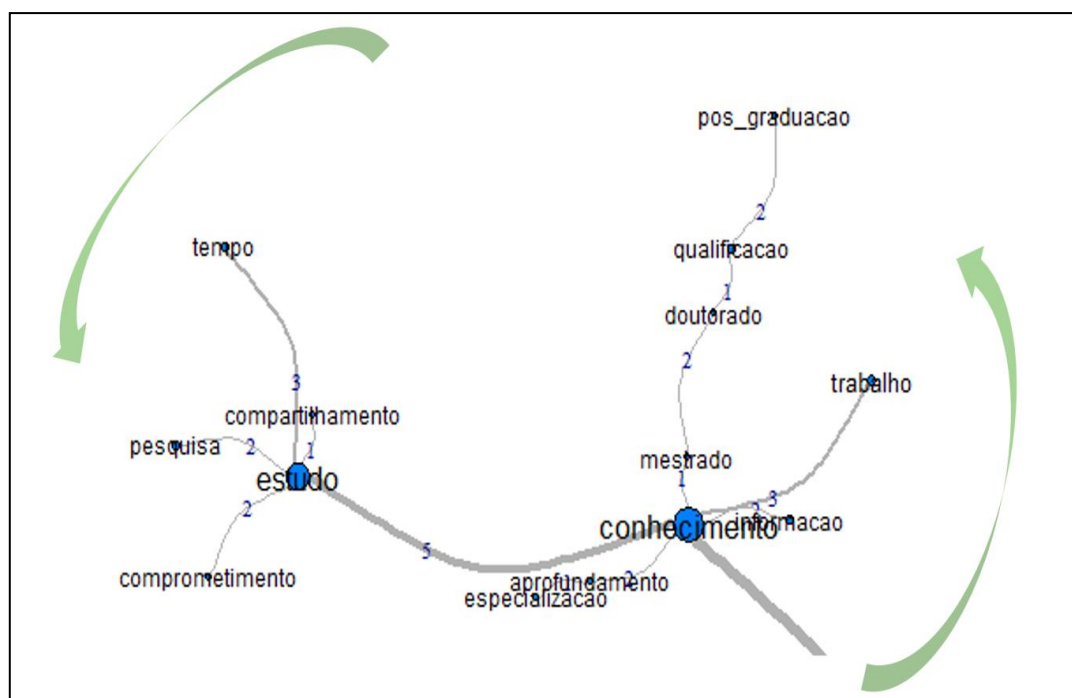 pos_graduacao
2
tempo
qualificacao
1
doutorado
2
3
trabalho
compartilhamento
pesquisa
2
1
mestrado
estudo
1
3
2
conhecimento
informacao
5
comprometimento
aprofundamento
2
especializacao